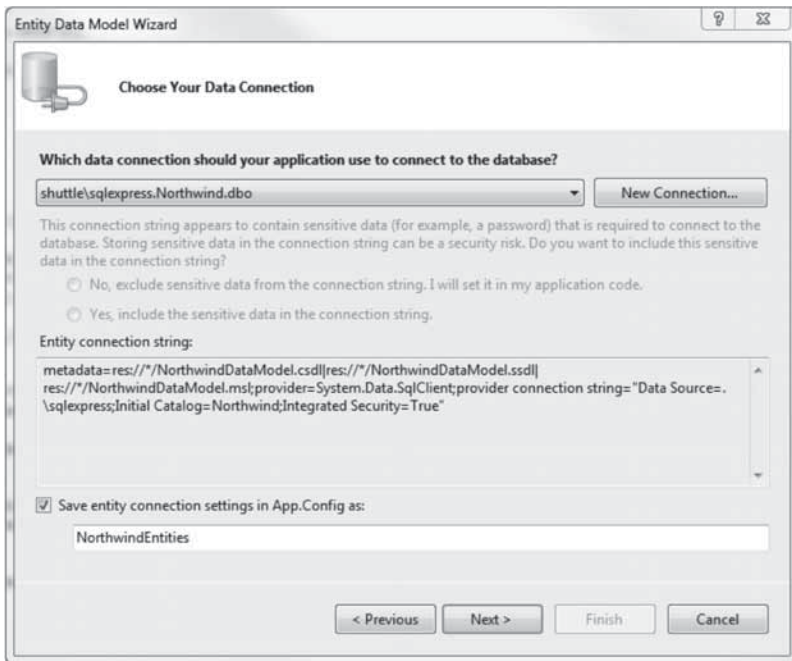 Entity Data Model Wizard
Choose Your Data Connection
Which data connection should your application use to connect to the database?
shuttle\sqlexpress.Northwind.dbo
New Connection...
This connection string appears to contain sensitive data (for example, a password) that is required to connect to the
database. Storing sensitive data in the connection string can be a security risk. Do you want to include this sensitive
data in the connection string?
No, exclude sensitive data from the connection string. I will set it in my application code.
Yes, include the sensitive data in the connection string.
Entity connection string:
metadata=res://*/NorthwindDataModel.csdl|res://*/NorthwindDataModel.ssdl|
res://*/NorthwindDataModel.msl;provider=System.Data.SqlClient;provider connection string="Data Source=.
\sqlexpress;Initial Catalog=Northwind;Integrated Security=True"
Save entity connection settings in App.Config as:
NorthwindEntities
< Previous
Next >
Finish
Cancel